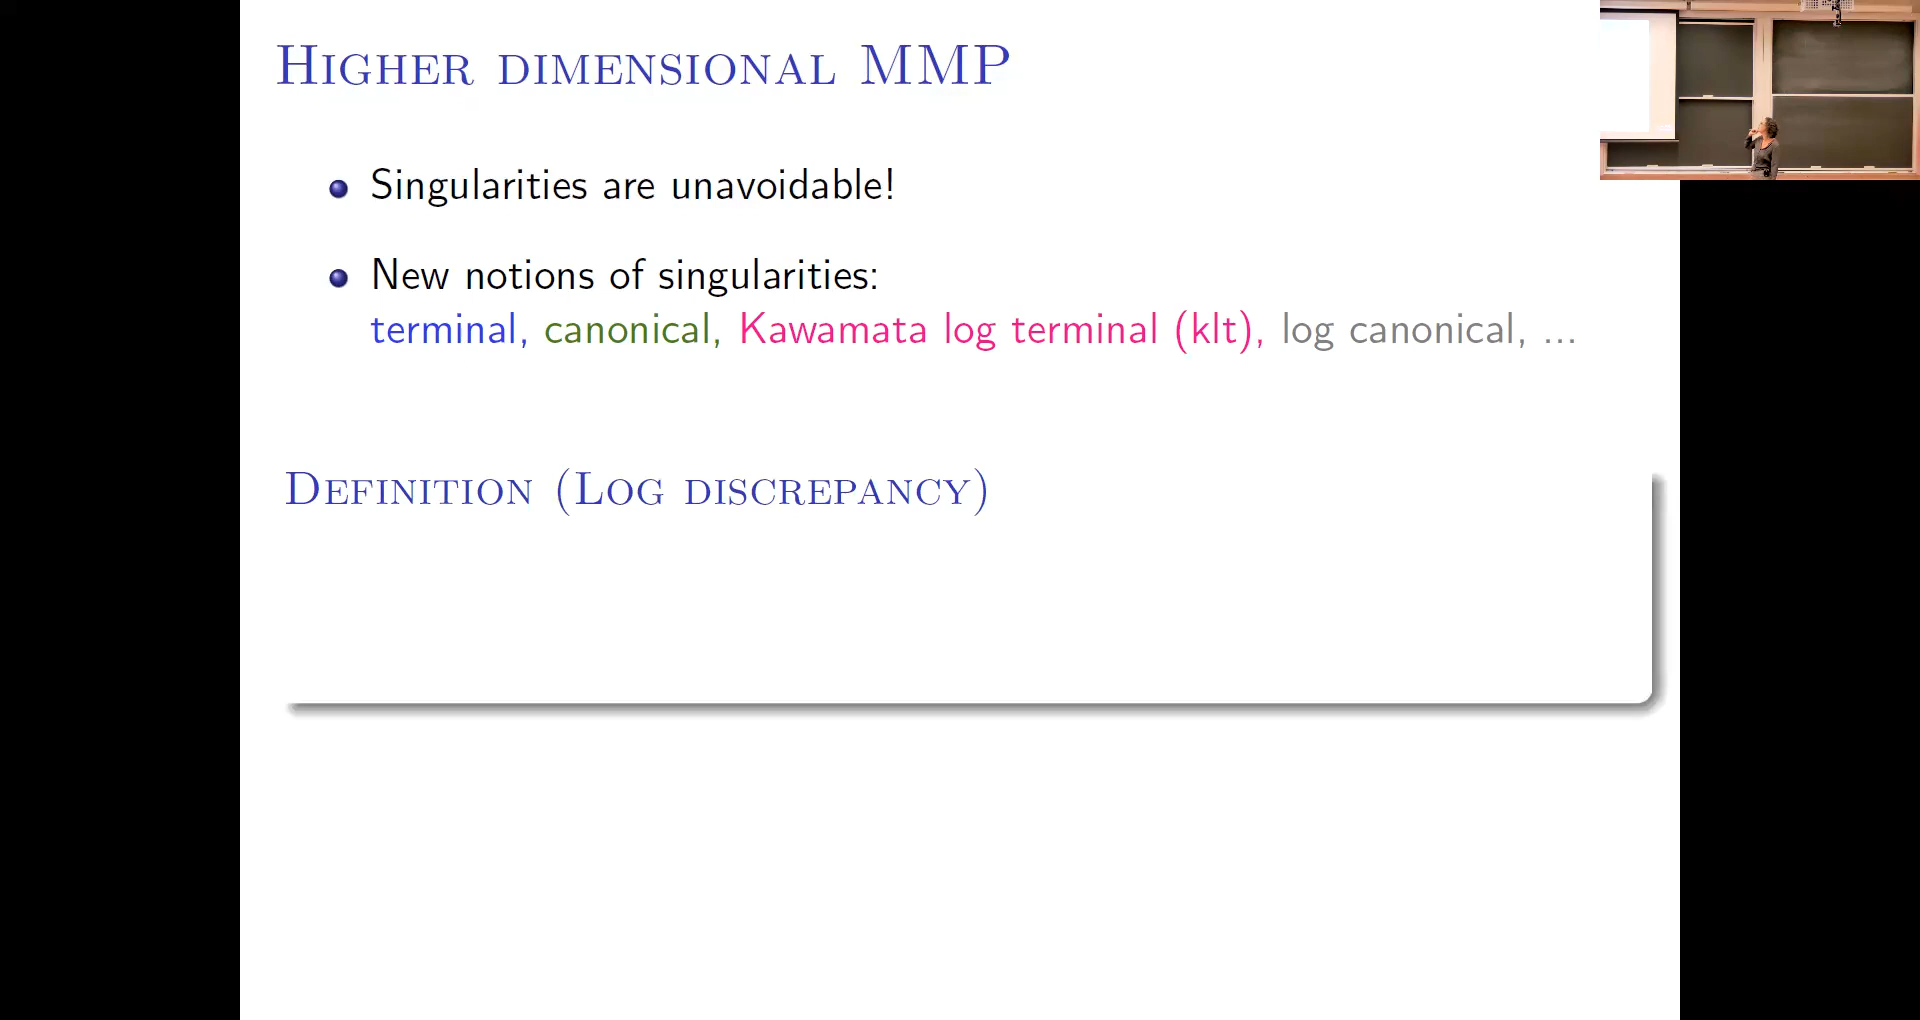 Higher dimensional MMP
Singularities are unavoidable!
New notions of singularities:
terminal, canonical, Kawamata log terminal (klt), log canonical, ...
Definition (Log discrepancy)